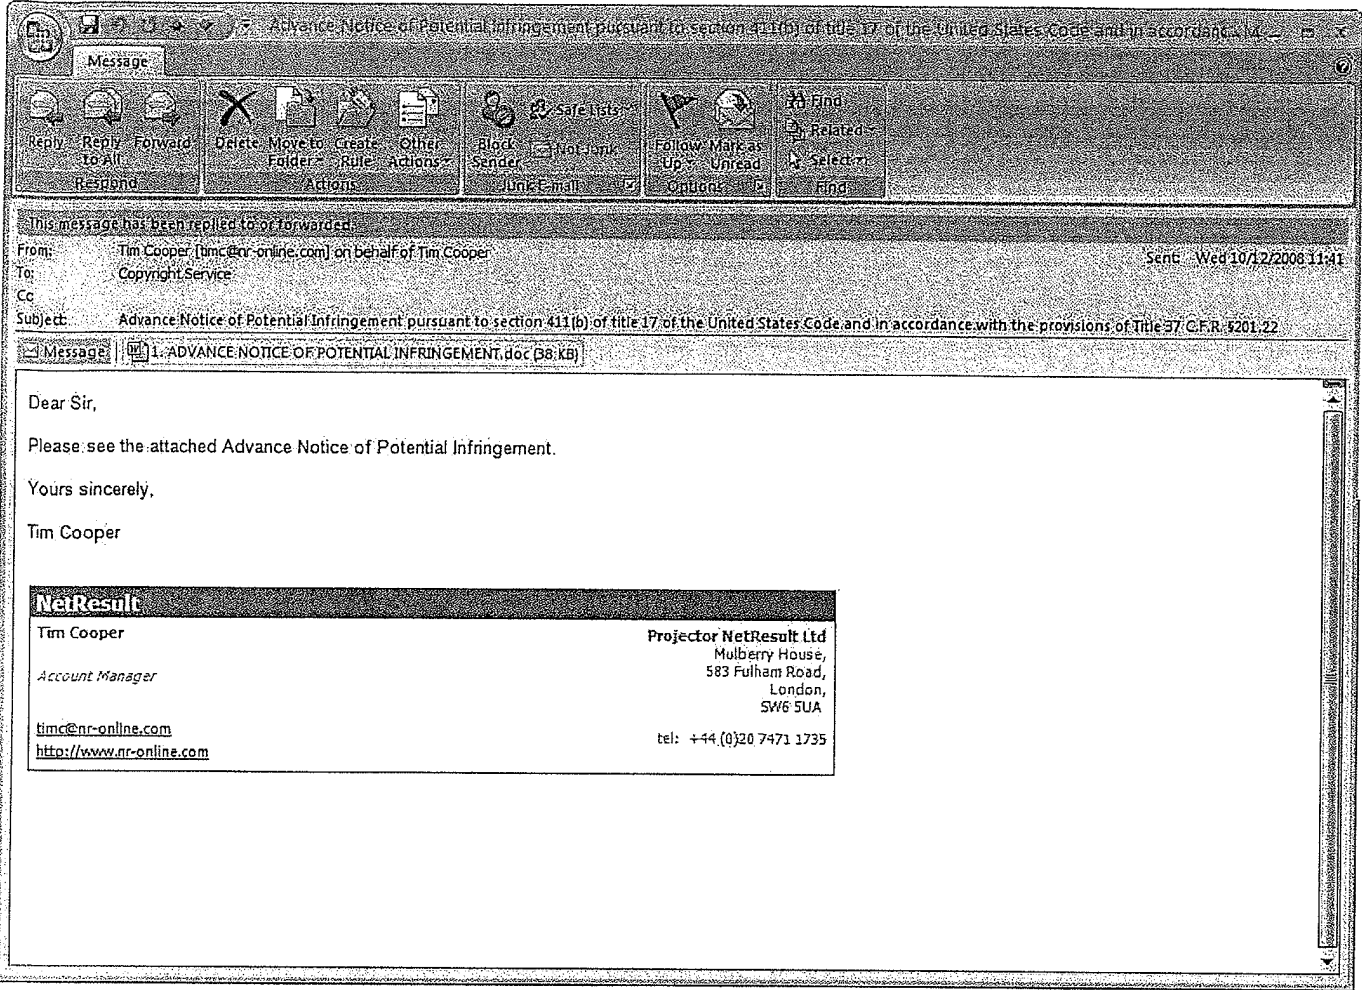 Advance Notice of Potential Infringement pursuant to section 411(b) of title 17 of the United States Code and in accordanc... - M...
Message
Reply Reply to All Forward
Respond
Delete Move to Folder Create Rule Other Actions
Actions
Block Sender Safe Lists Not Junk
Junk E-mail
Follow Up Mark as Unread
Options
Find Related Select
Find
This message has been replied to or forwarded.
From: Tim Cooper [timc@nr-online.com] on behalf of Tim Cooper Sent: Wed 10/12/2008 11:41
To: Copyright Service
Cc
Subject: Advance Notice of Potential Infringement pursuant to section 411(b) of title 17 of the United States Code and in accordance with the provisions of Title 37 C.F.R. §201.22
Message 1. ADVANCE NOTICE OF POTENTIAL INFRINGEMENT.doc (38 KB)
Dear Sir,
Please see the attached Advance Notice of Potential Infringement.
Yours sincerely,
Tim Cooper
NetResult
Tim Cooper
Account Manager
timc@nr-online.com
http://www.nr-online.com
Projector NetResult Ltd
Mulberry House,
583 Fulham Road,
London,
SW6 5UA
tel: +44 (0)20 7471 1735